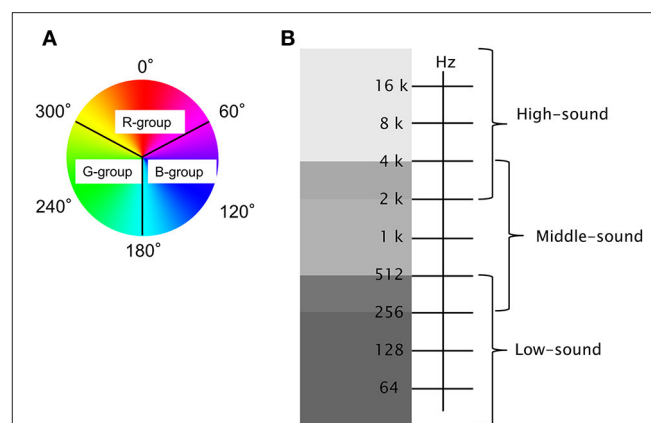 A
0°
300°
60°
R-group
G-group
B-group
240°
120°
180°
B
Hz
16 k
8 k
4 k
2 k
1 k
512
256
128
64
High-sound
Middle-sound
Low-sound